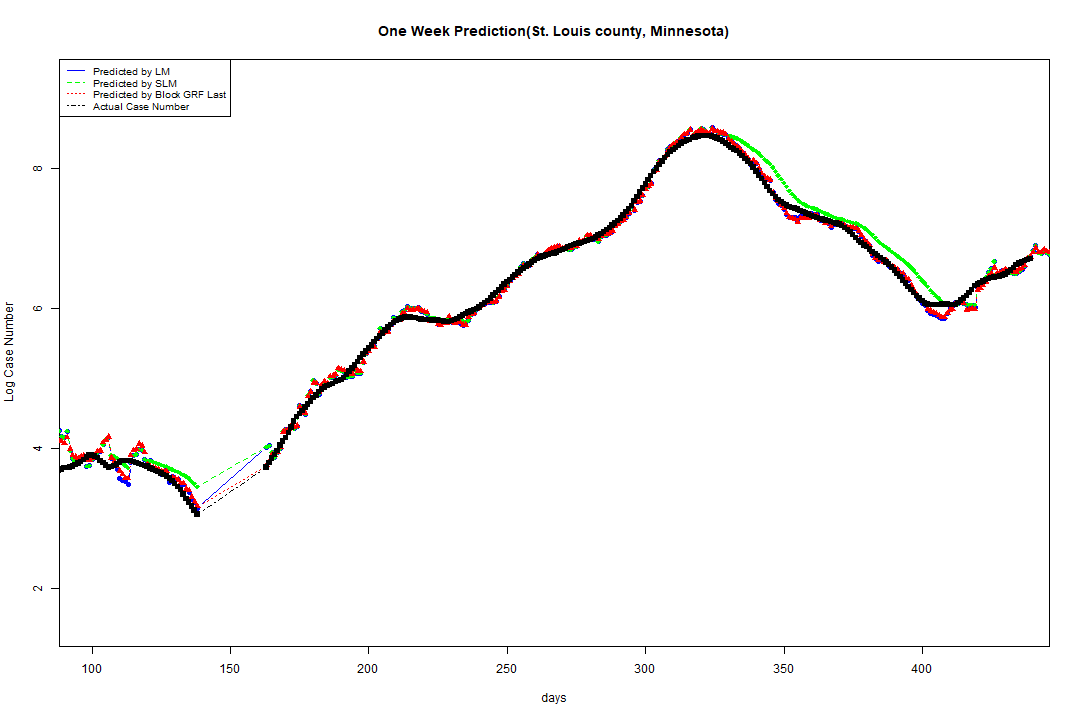 One Week Prediction(St. Louis county, Minnesota)
Predicted by LM
Predicted by SLM
Predicted by Block GRF Last
Actual Case Number
8
6
4
2
Log Case Number
100 150 200 250 300 350 400
days